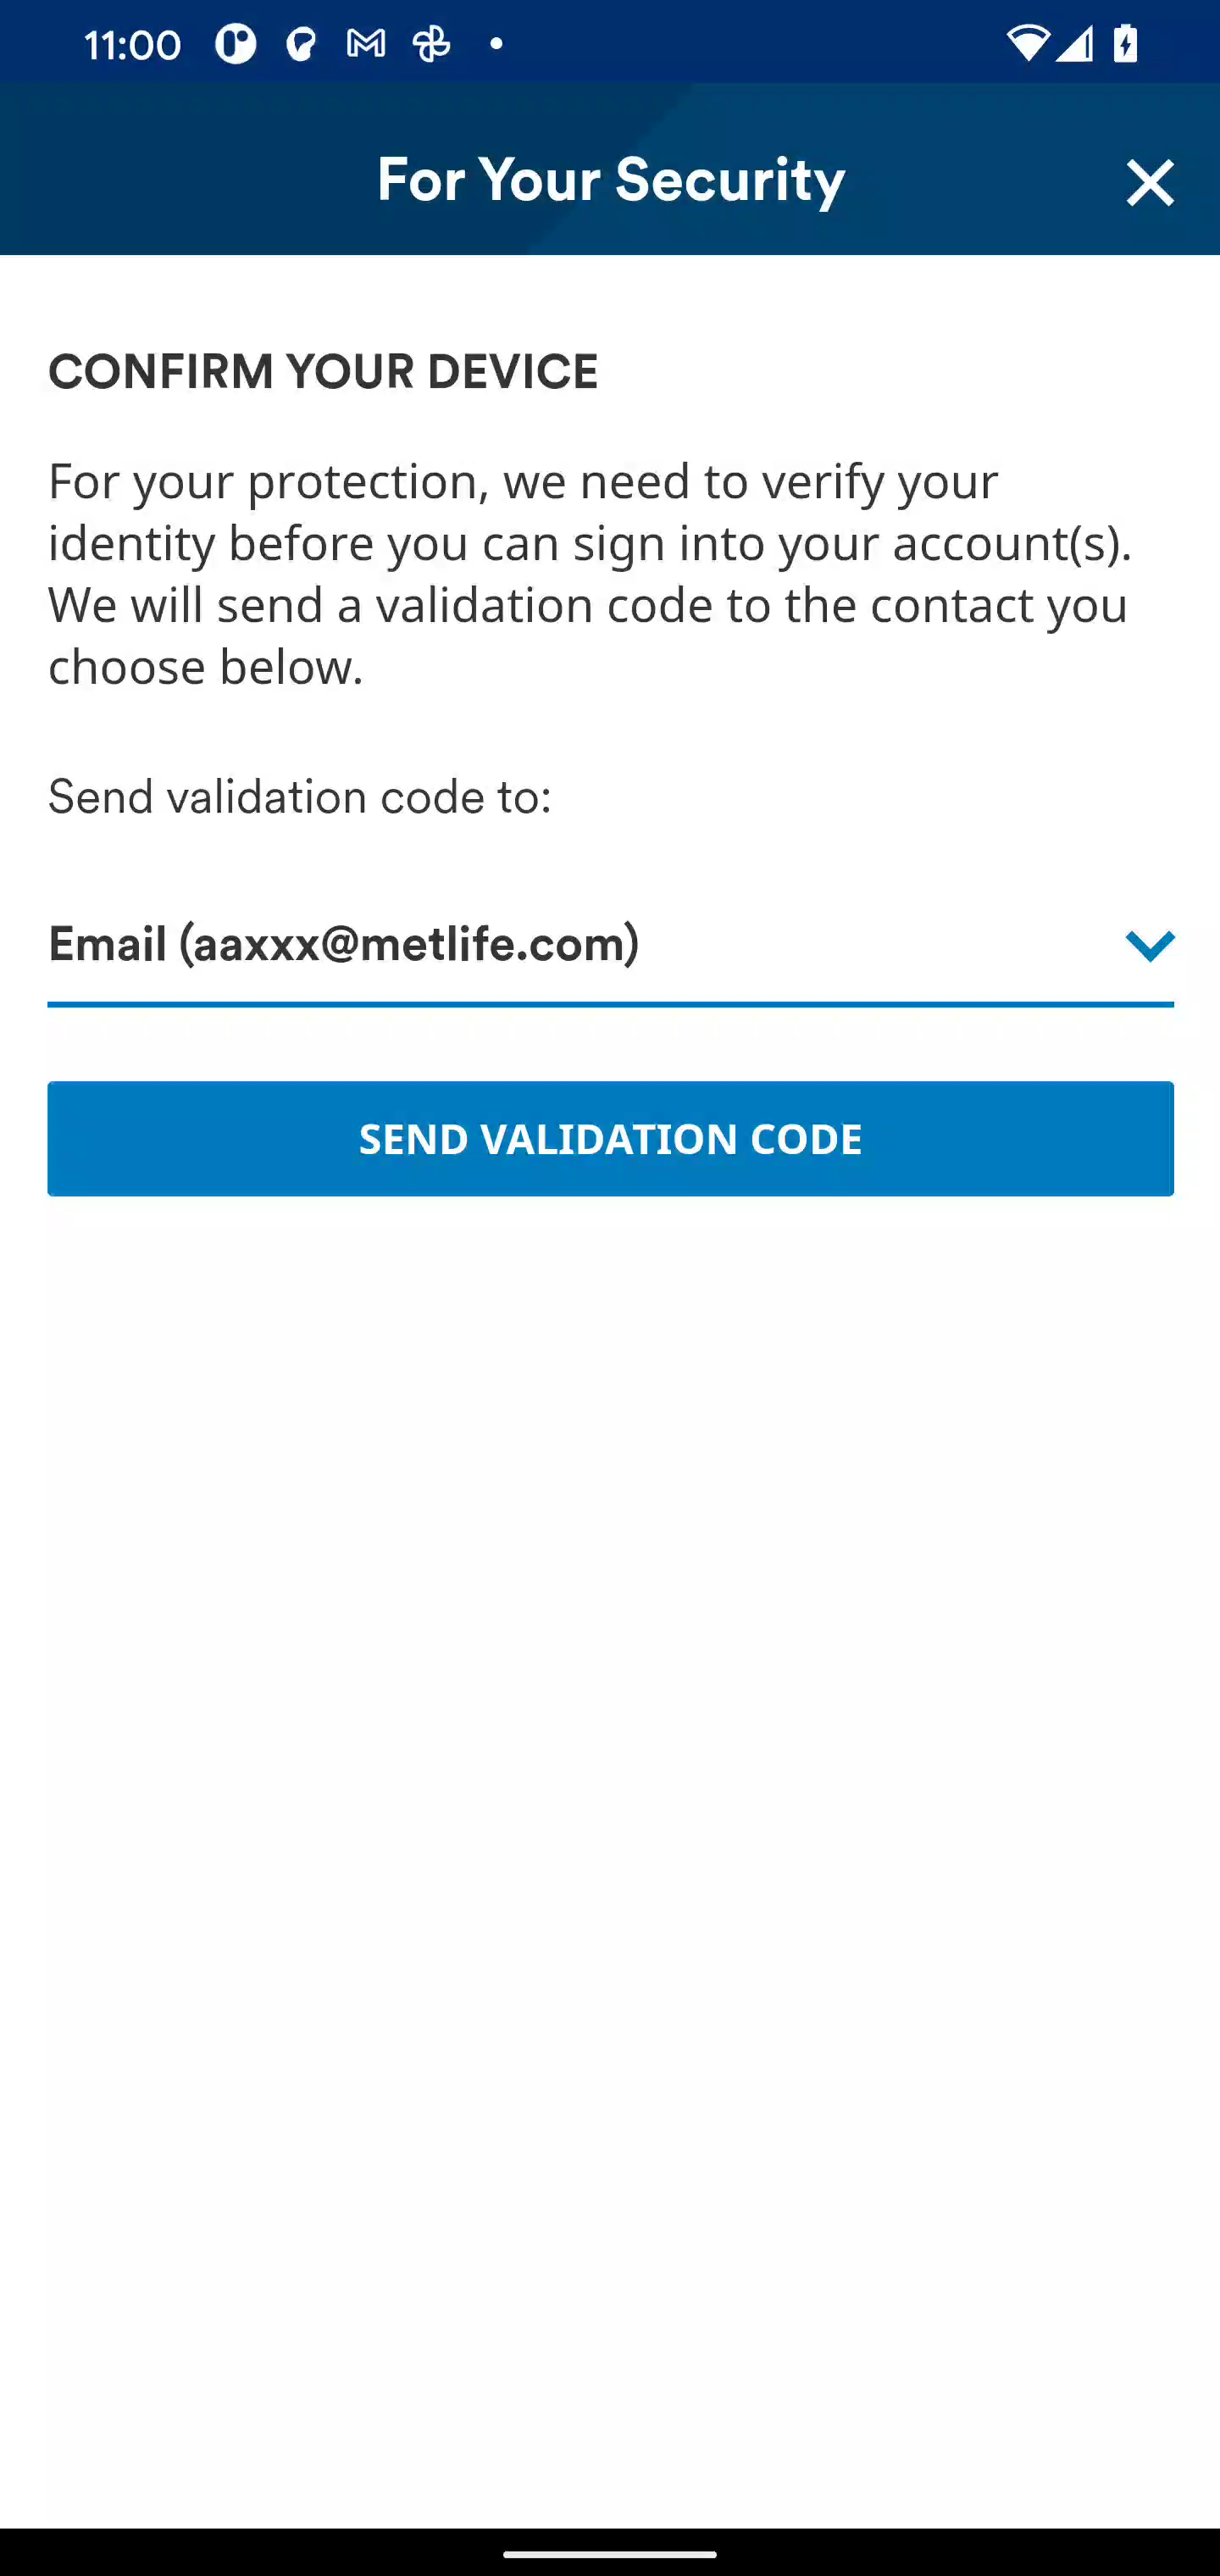 11:00
For Your Security
CONFIRM YOUR DEVICE
For your protection, we need to verify your
identity before you can sign into your account(s).
We will send a validation code to the contact you
choose below.
Send validation code to:
Email (aaxxx@metlife.com)
SEND VALIDATION CODE